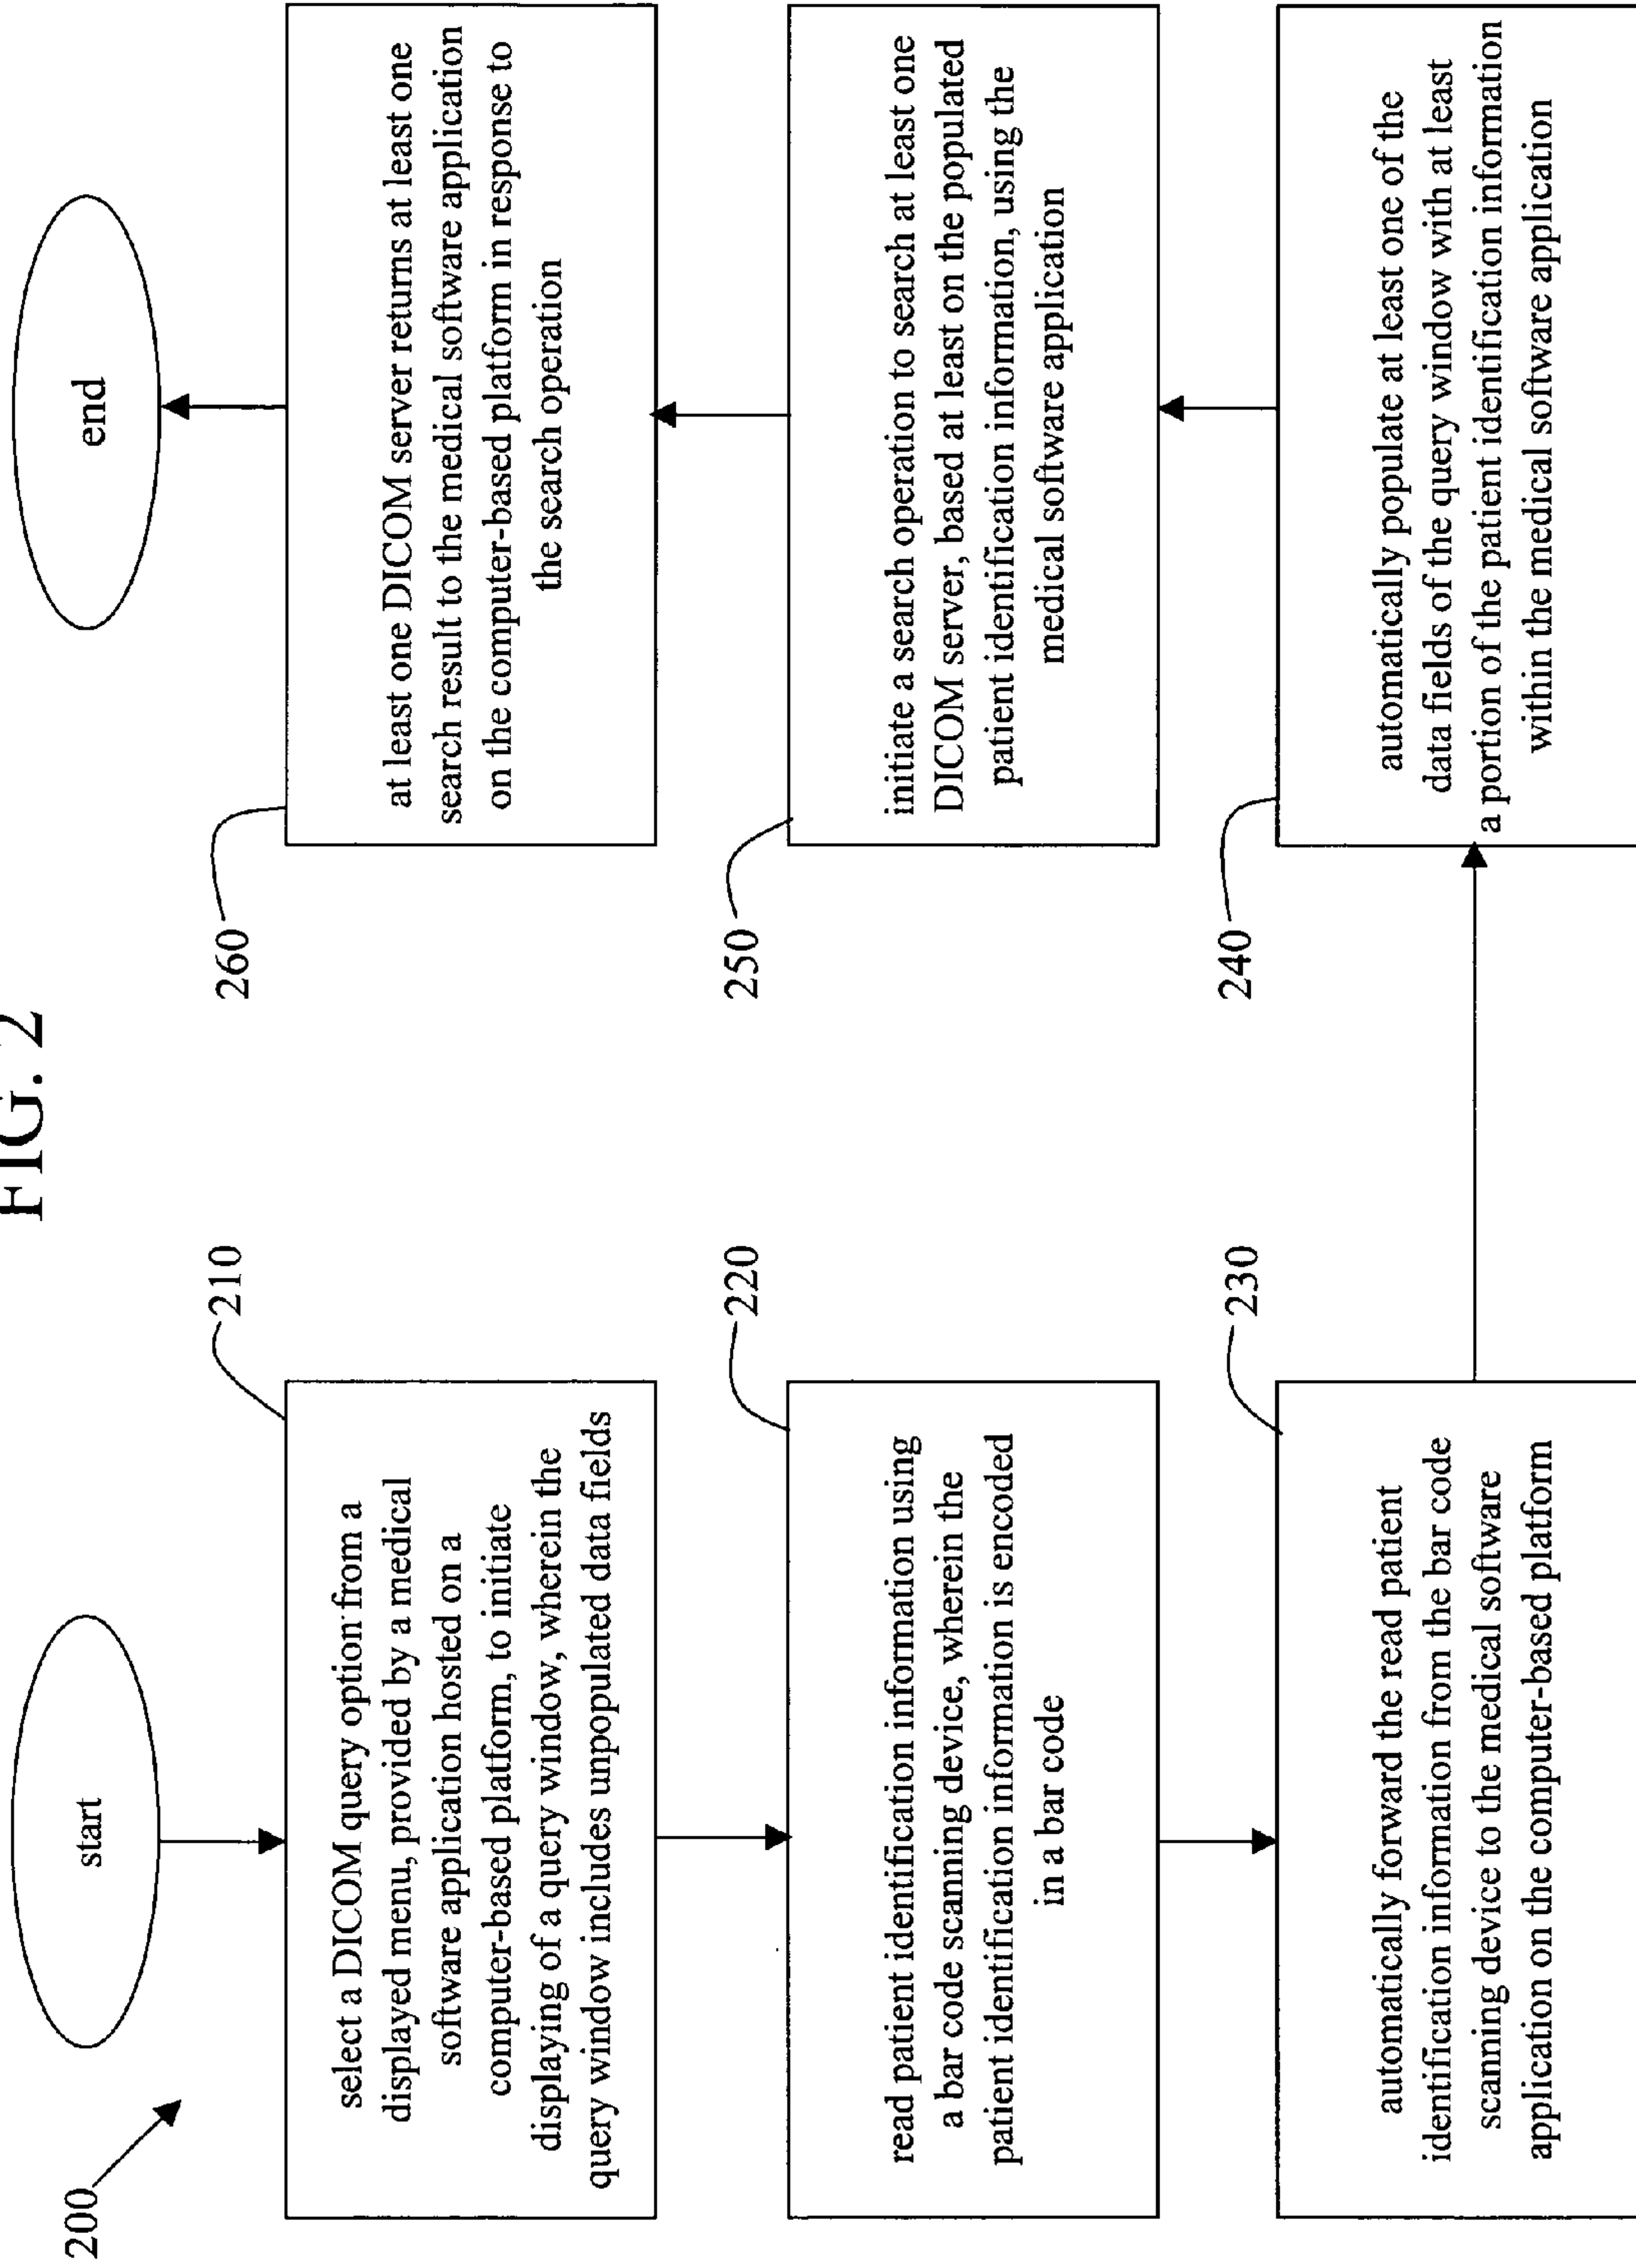 FIG. 2
200
start
210
select a DICOM query option from a
displayed menu, provided by a medical
software application hosted on a
computer-based platform, to initiate
displaying of a query window, wherein the
query window includes unpopulated data fields
220
read patient identification information using
a bar code scanning device, wherein the
patient identification information is encoded
in a bar code
230
automatically forward the read patient
identification information from the bar code
scanning device to the medical software
application on the computer-based platform
240
automatically populate at least one of the
data fields of the query window with at least
a portion of the patient identification information
within the medical software application
250
initiate a search operation to search at least one
DICOM server, based at least on the populated
patient identification information, using the
medical software application
260
at least one DICOM server returns at least one
search result to the medical software application
on the computer-based platform in response to
the search operation
end